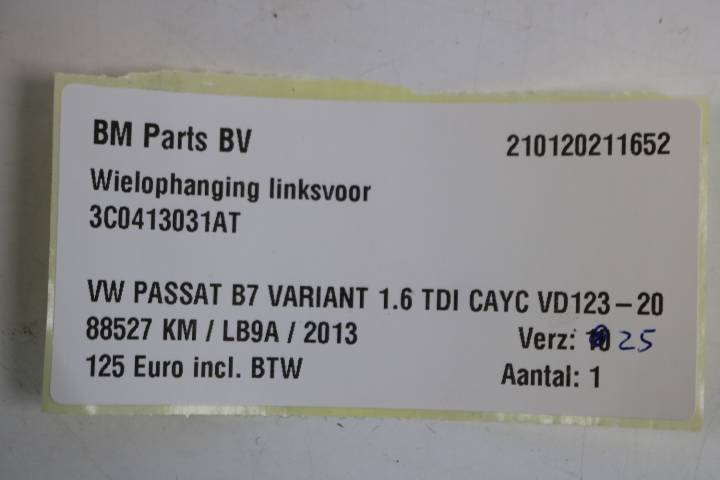 BM Parts BV 210120211652
Wielophanging linksvoor
3C0413031AT
VW PASSAT B7 VARIANT 1.6 TDI CAYC VD123-20
88527 KM / LB9A / 2013 Verz: 25
125 Euro incl. BTW Aantal: 1